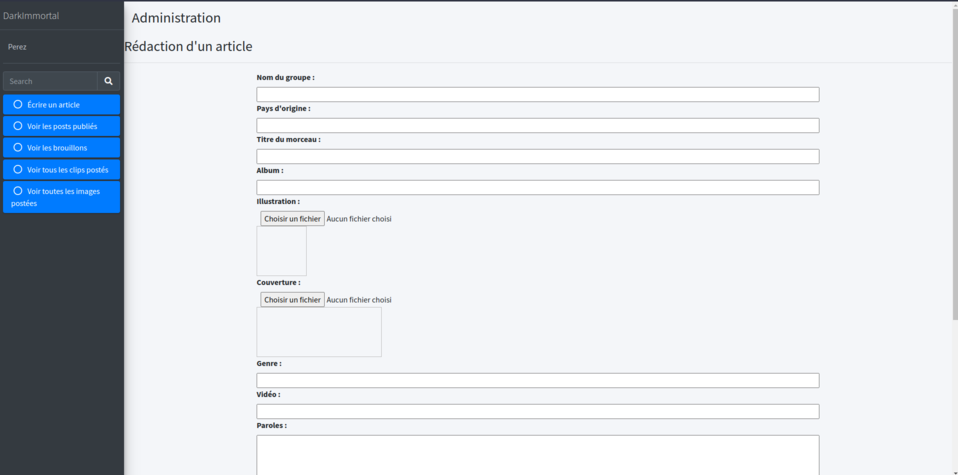 DarkImmortal
Perez
Search
Écrire un article
Voir les posts publiés
Voir les brouillons
Voir tous les clips postés
Voir toutes les images
postées
Administration
Rédaction d'un article
Nom du groupe :
Pays d'origine :
Titre du morceau :
Album :
Illustration :
Choisir un fichier Aucun fichier choisi
Couverture :
Choisir un fichier Aucun fichier choisi
Genre :
Vidéo :
Paroles :